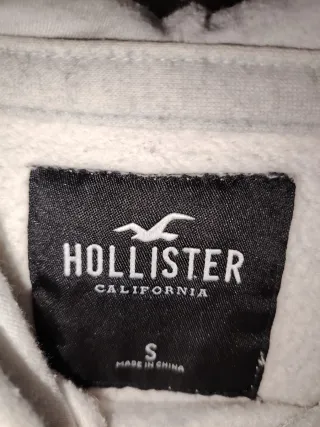 HOLLISTER
CALIFORNIA
S
MADE IN CHINA